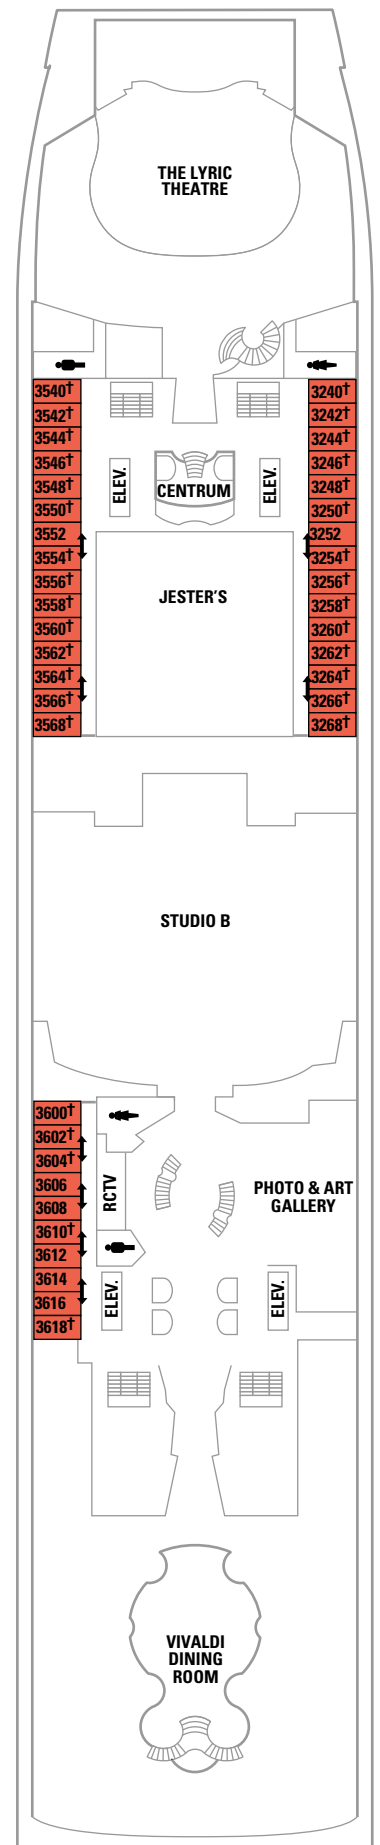 THE LYRIC
THEATRE
3540†
3542†
3544†
3546†
3548†
3550†
3552
3554†
3556†
3558†
3560†
3562†
3564†
3566†
3568†
3240†
3242†
3244†
3246†
3248†
3250†
3252
3254†
3256†
3258†
3260†
3262†
3264†
3266†
3268†
ELEV.
CENTRUM
ELEV.
JESTER'S
STUDIO B
3600†
3602†
3604†
3606
3608
3610†
3612
3614
3616
3618†
RCTV
PHOTO & ART
GALLERY
ELEV.
ELEV.
VIVALDI
DINING
ROOM